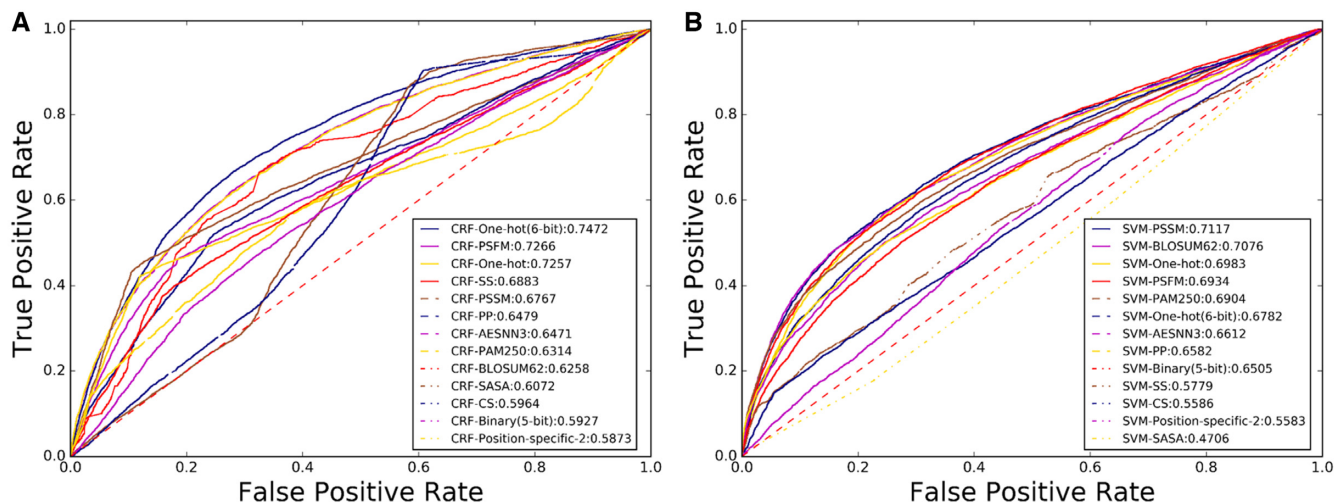 A
True Positive Rate
1.0
0.8
0.6
0.4
0.2
0.0
0.0 0.2 0.4 0.6 0.8 1.0
False Positive Rate
CRF-One-hot(6-bit):0.7472
CRF-PSFM:0.7266
CRF-One-hot:0.7257
CRF-SS:0.6883
CRF-PSSM:0.6767
CRF-PP:0.6479
CRF-AESNN3:0.6471
CRF-PAM250:0.6314
CRF-BLOSUM62:0.6258
CRF-SASA:0.6072
CRF-CS:0.5964
CRF-Binary(5-bit):0.5927
CRF-Position-specific-2:0.5873
B
True Positive Rate
1.0
0.8
0.6
0.4
0.2
0.0
0.0 0.2 0.4 0.6 0.8 1.0
False Positive Rate
SVM-PSSM:0.7117
SVM-BLOSUM62:0.7076
SVM-One-hot:0.6983
SVM-PSFM:0.6934
SVM-PAM250:0.6904
SVM-One-hot(6-bit):0.6782
SVM-AESNN3:0.6612
SVM-PP:0.6582
SVM-Binary(5-bit):0.6505
SVM-SS:0.5779
SVM-CS:0.5586
SVM-Position-specific-2:0.5583
SVM-SASA:0.4706